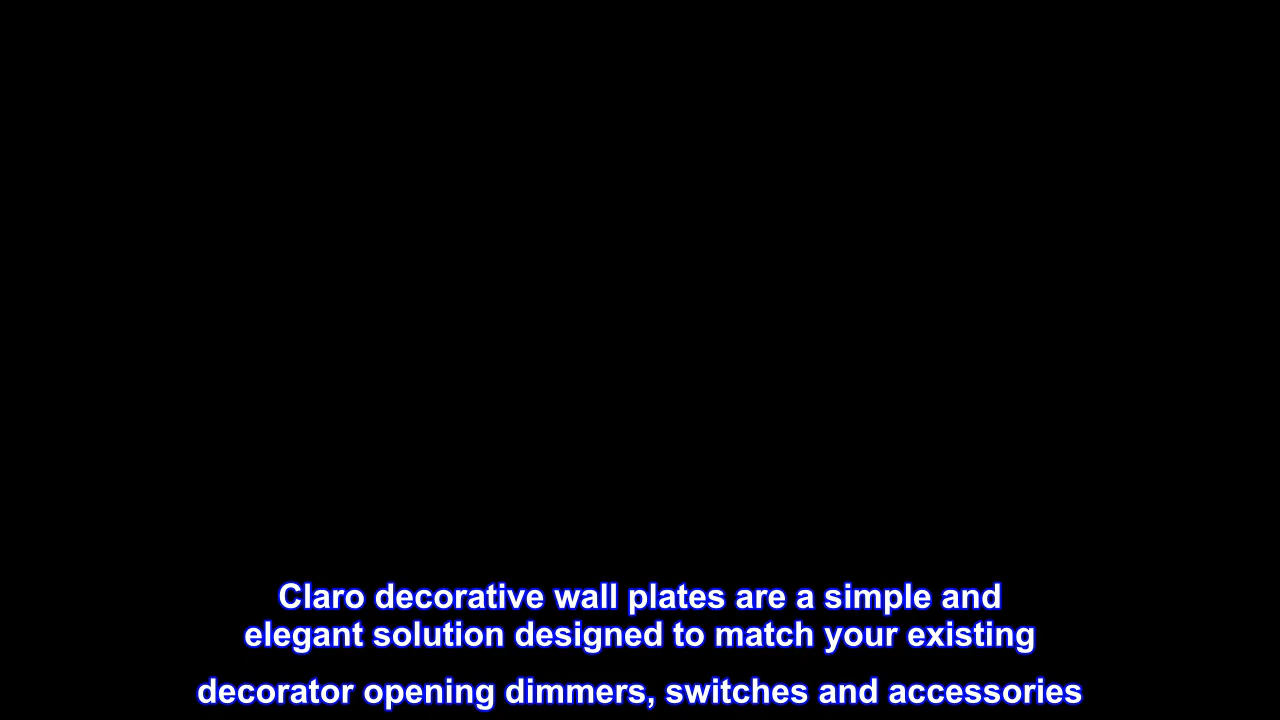 Claro decorative wall plates are a simple and
elegant solution designed to match your existing
decorator opening dimmers, switches and accessories